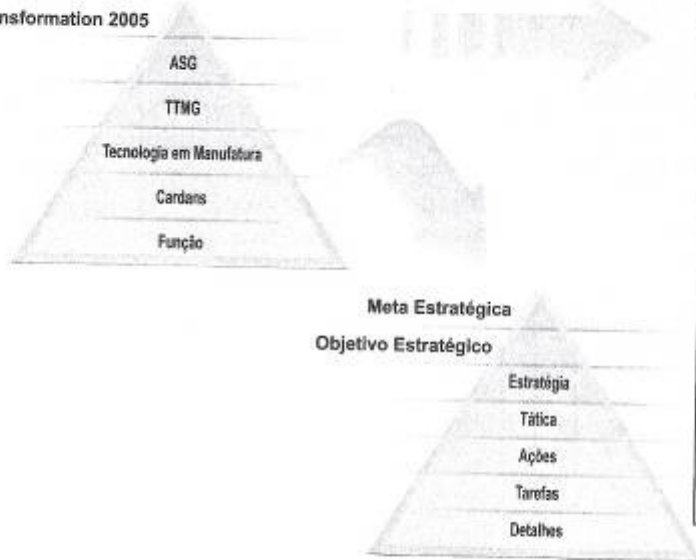 nsformation 2005
ASG
TTMG
Tecnologia em Manufatura
Cardans
Função
Meta Estratégica
Objetivo Estratégico
Estratégia
Tática
Ações
Tarefas
Detalhes